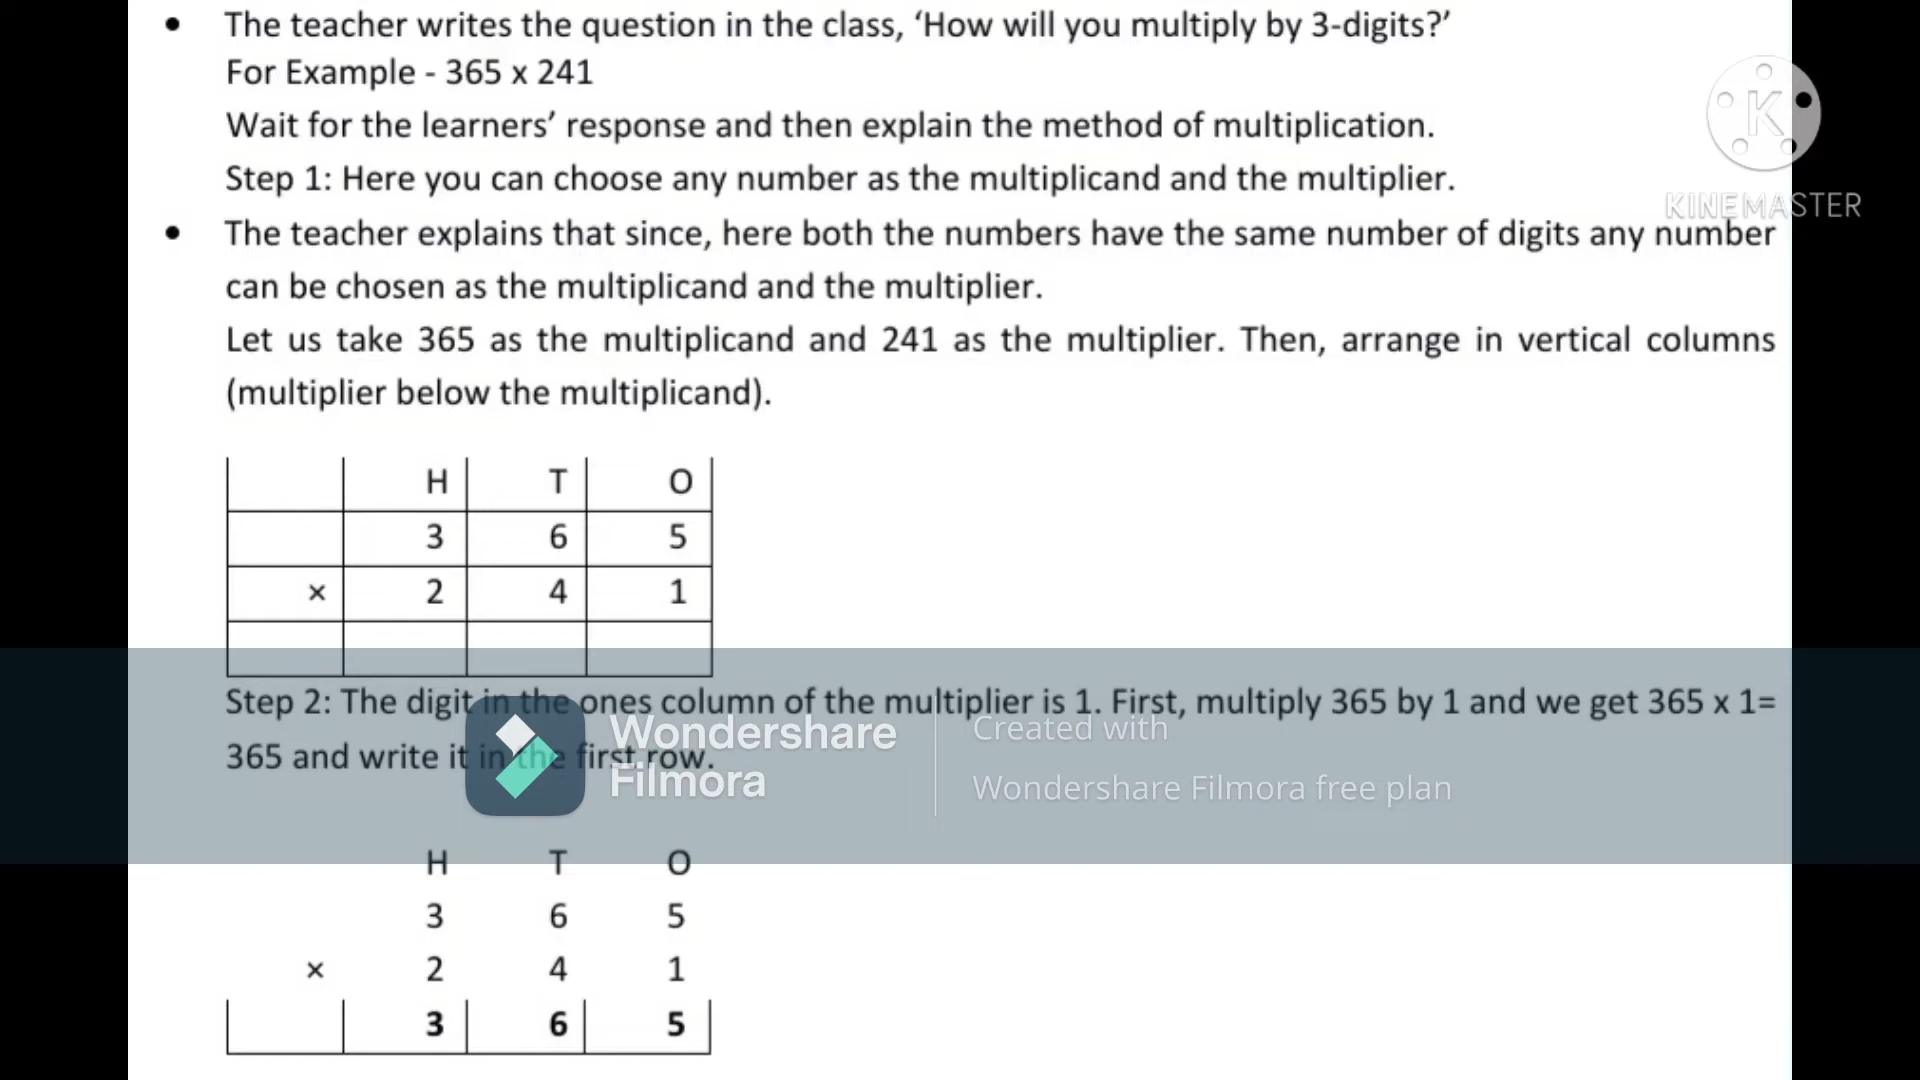 • The teacher writes the question in the class, ‘How will you multiply by 3-digits?’
For Example - 365 x 241
Wait for the learners’ response and then explain the method of multiplication.
Step 1: Here you can choose any number as the multiplicand and the multiplier.
KINEMASTER
• The teacher explains that since, here both the numbers have the same number of digits any number
can be chosen as the multiplicand and the multiplier.
Let us take 365 as the multiplicand and 241 as the multiplier. Then, arrange in vertical columns
(multiplier below the multiplicand).
H T O
3 6 5
× 2 4 1
Step 2: The digit in the ones column of the multiplier is 1. First, multiply 365 by 1 and we get 365 x 1=
365 and write it in the first row.
Wondershare
Filmora
Created with
Wondershare Filmora free plan
H T O
3 6 5
× 2 4 1
3 6 5